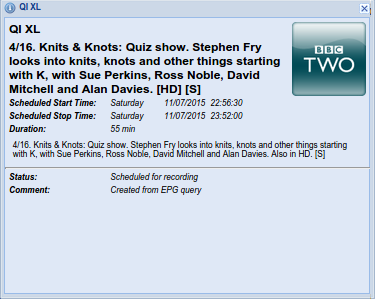 QI XL
QI XL
4/16. Knits & Knots: Quiz show. Stephen Fry
looks into knits, knots and other things starting
with K, with Sue Perkins, Ross Noble, David
Mitchell and Alan Davies. [HD] [S]
BBC
TWO
Scheduled Start Time: Saturday 11/07/2015 22:56:30
Scheduled Stop Time: Saturday 11/07/2015 23:52:00
Duration: 55 min
4/16. Knits & Knots: Quiz show. Stephen Fry looks into knits, knots and other things starting
with K, with Sue Perkins, Ross Noble, David Mitchell and Alan Davies. Also in HD. [S]
Status: Scheduled for recording
Comment: Created from EPG query